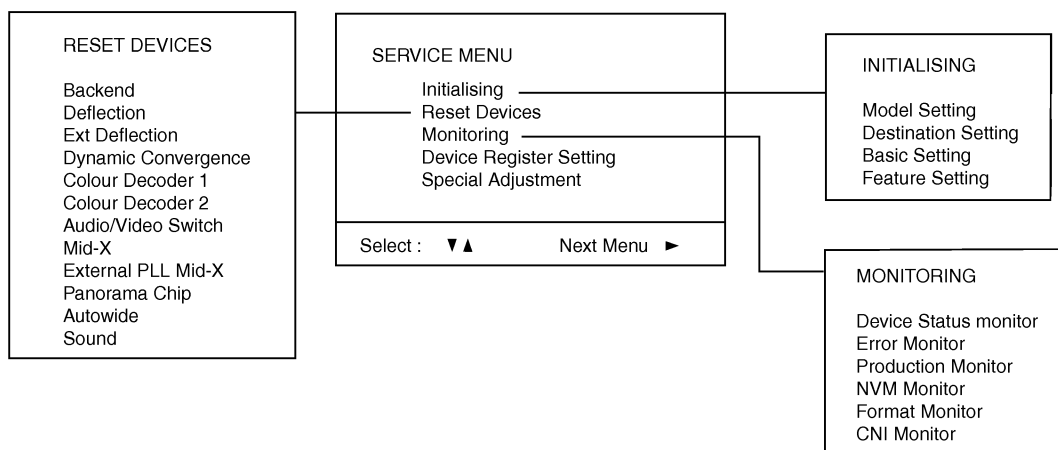 RESET DEVICES
Backend
Deflection
Ext Deflection
Dynamic Convergence
Colour Decoder 1
Colour Decoder 2
Audio/Video Switch
Mid-X
External PLL Mid-X
Panorama Chip
Autowide
Sound
SERVICE MENU
Initialising
Reset Devices
Monitoring
Device Register Setting
Special Adjustment
Select : ▼▲ Next Menu ►
INITIALISING
Model Setting
Destination Setting
Basic Setting
Feature Setting
MONITORING
Device Status monitor
Error Monitor
Production Monitor
NVM Monitor
Format Monitor
CNI Monitor